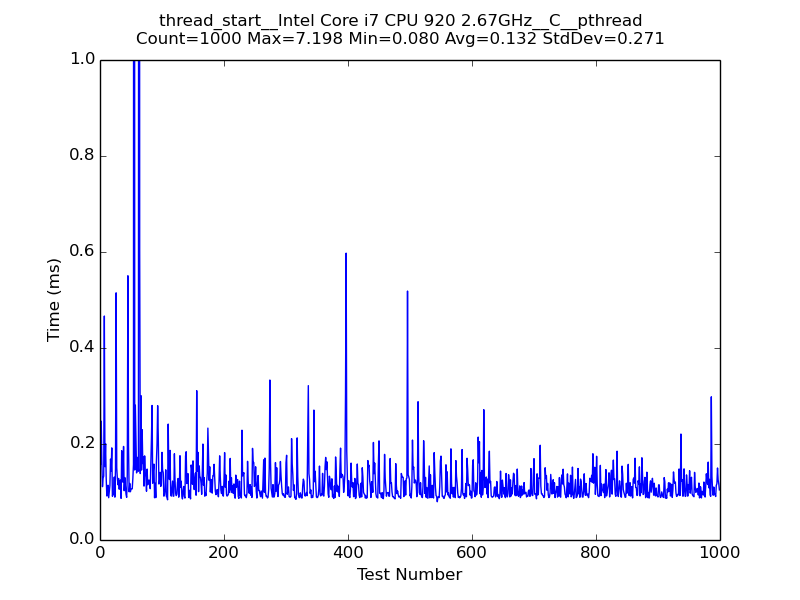 thread_start__Intel Core i7 CPU 920 2.67GHz__C__pthread
Count=1000 Max=7.198 Min=0.080 Avg=0.132 StdDev=0.271
1.0
0.8
0.6
0.4
0.2
0.0
Time (ms)
0 200 400 600 800 1000
Test Number